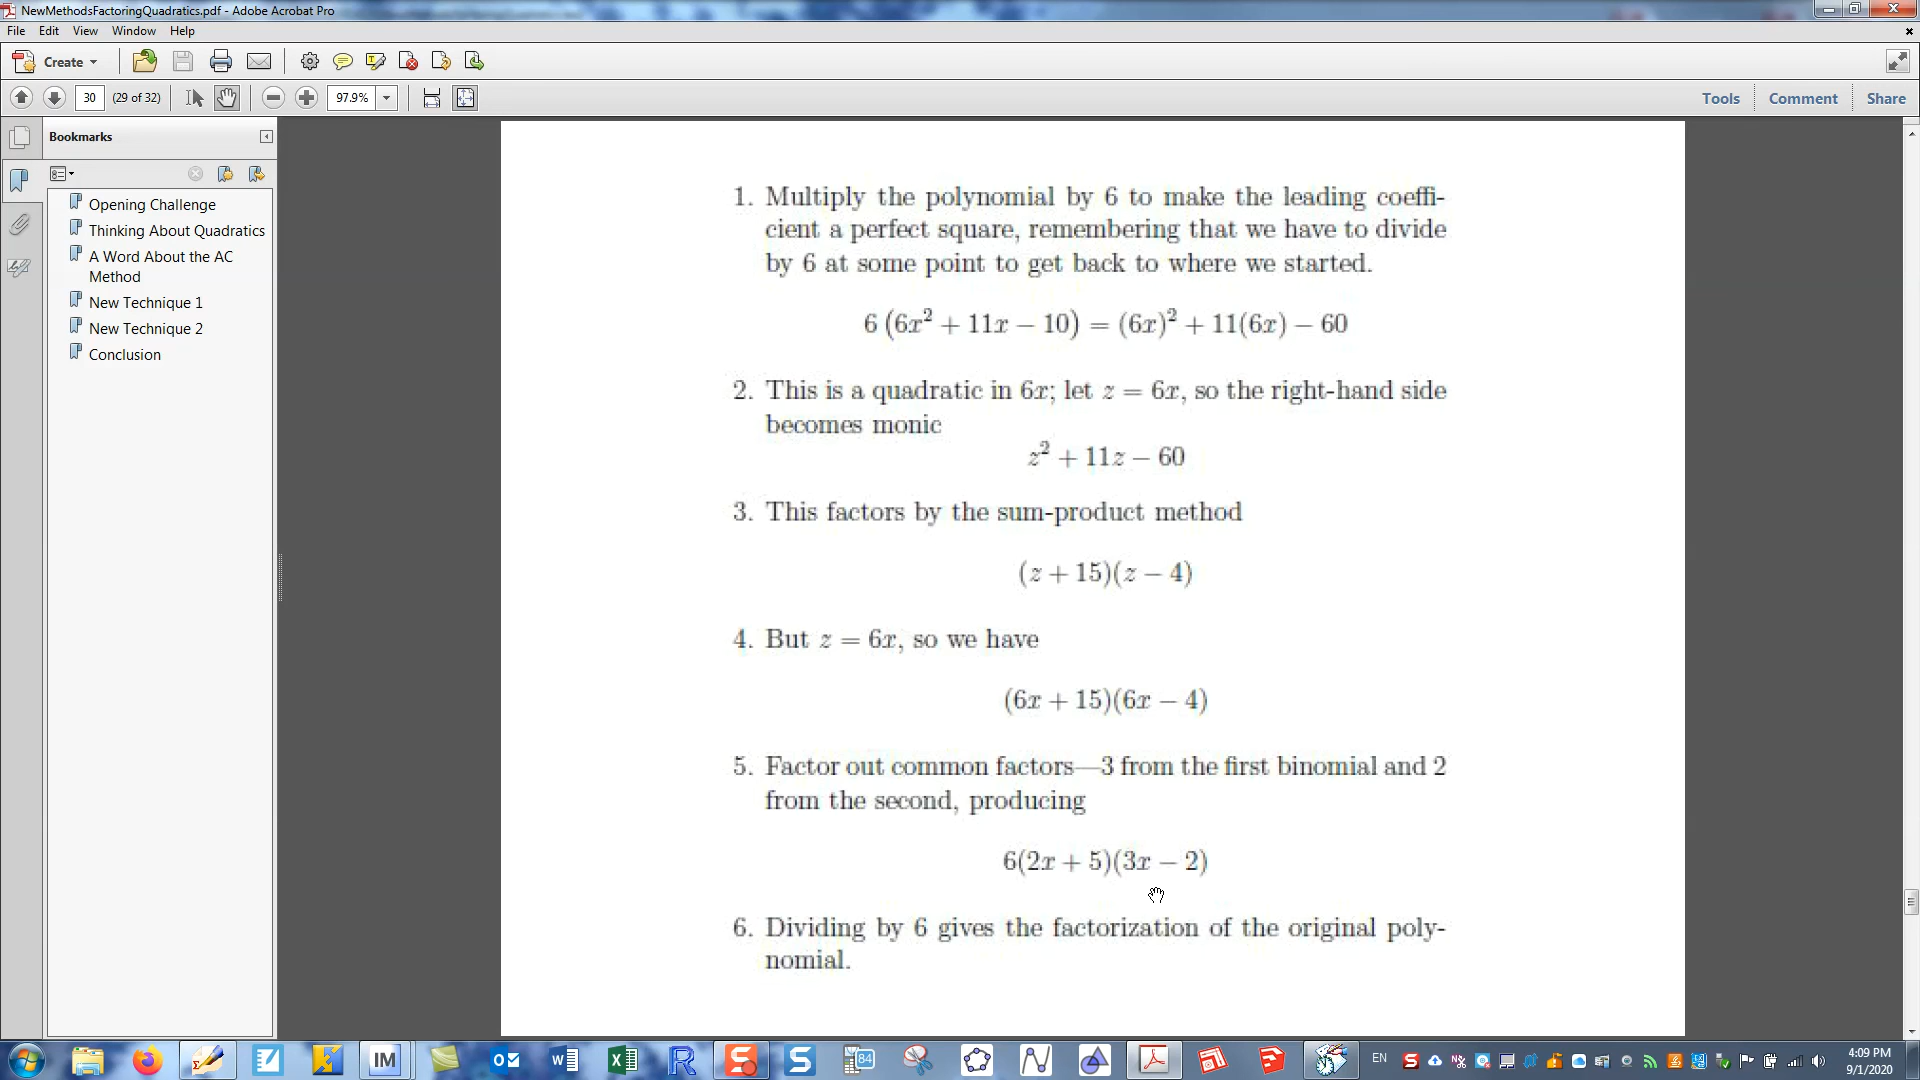 NewMethodsFactoringQuadratics.pdf - Adobe Acrobat Pro
File Edit View Window Help
Create
30 (29 of 32) 97.9% Tools Comment Share
Bookmarks
Opening Challenge
Thinking About Quadratics
A Word About the AC
Method
New Technique 1
New Technique 2
Conclusion
1. Multiply the polynomial by 6 to make the leading coeffi-
cient a perfect square, remembering that we have to divide
by 6 at some point to get back to where we started.
6 (6x² + 11x − 10) = (6x)² + 11(6x) − 60
2. This is a quadratic in 6x; let z = 6x, so the right-hand side
becomes monic
z² + 11z − 60
3. This factors by the sum-product method
(z + 15)(z − 4)
4. But z = 6x, so we have
(6x + 15)(6x − 4)
5. Factor out common factors—3 from the first binomial and 2
from the second, producing
6(2x + 5)(3x − 2)
6. Dividing by 6 gives the factorization of the original poly-
nomial.
IM
84
EN
4:09 PM
9/1/2020